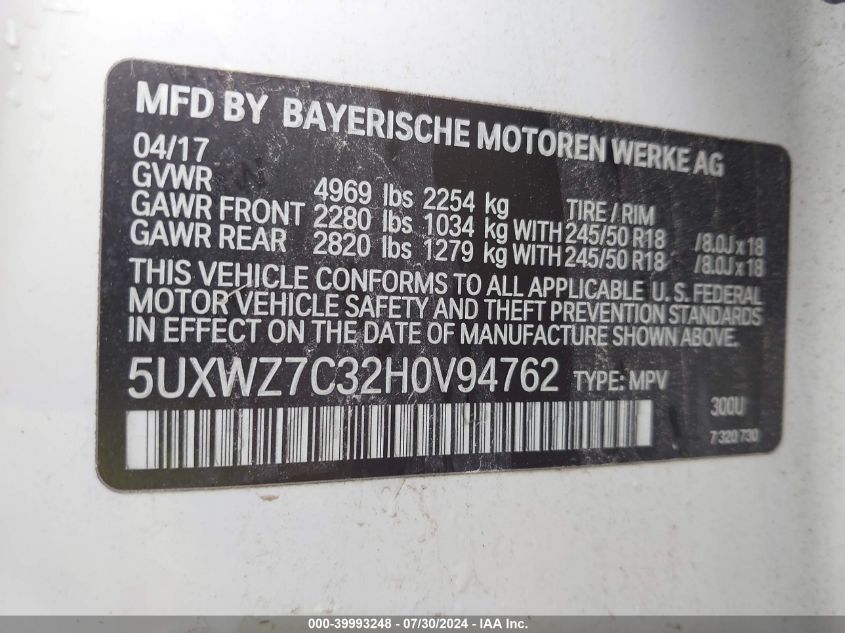 MFD BY BAYERISCHE MOTOREN WERKE AG
04/17
GVWR 4969 lbs 2254 kg TIRE / RIM
GAWR FRONT 2280 lbs 1034 kg WITH 245/50 R18 /8.0J x 18
GAWR REAR 2820 lbs 1279 kg WITH 245/50 R18 /8.0J x 18
THIS VEHICLE CONFORMS TO ALL APPLICABLE U.S. FEDERAL
MOTOR VEHICLE SAFETY AND THEFT PREVENTION STANDARDS
IN EFFECT ON THE DATE OF MANUFACTURE SHOWN ABOVE.
5UXWZ7C32H0V94762 TYPE: MPV
300U
7 320 730
000-39993248 - 07/30/2024 - IAA Inc.